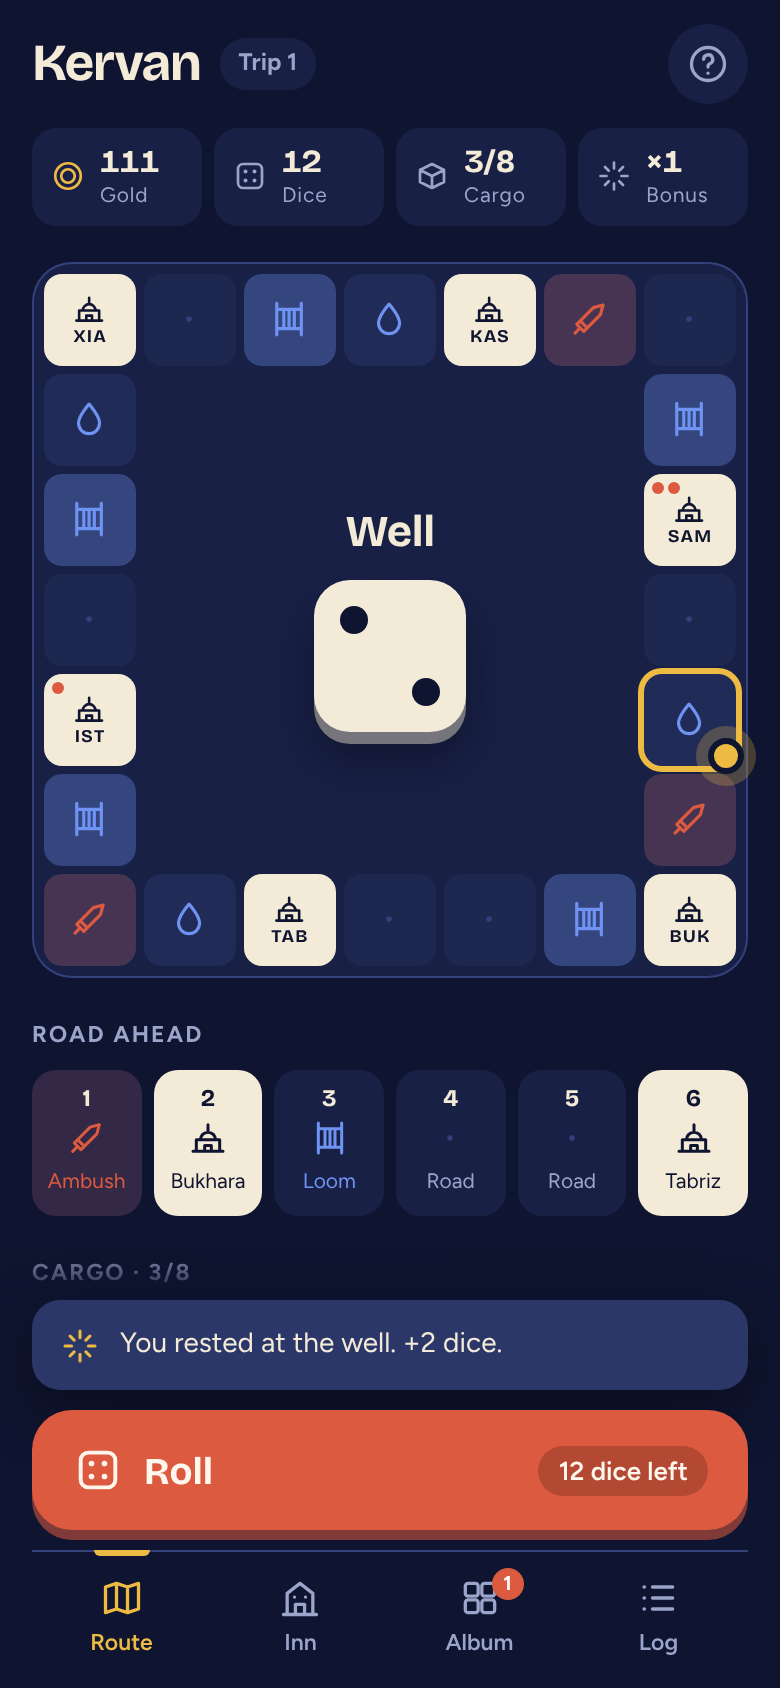 Kervan
Trip 1
111
Gold
12
Dice
3/8
Cargo
×1
Bonus
XIA
KAS
SAM
Well
IST
TAB
BUK
ROAD AHEAD
1
Ambush
2
Bukhara
3
Loom
4
Road
5
Road
6
Tabriz
CARGO · 3/8
You rested at the well. +2 dice.
Roll
12 dice left
1
Route
Inn
Album
Log